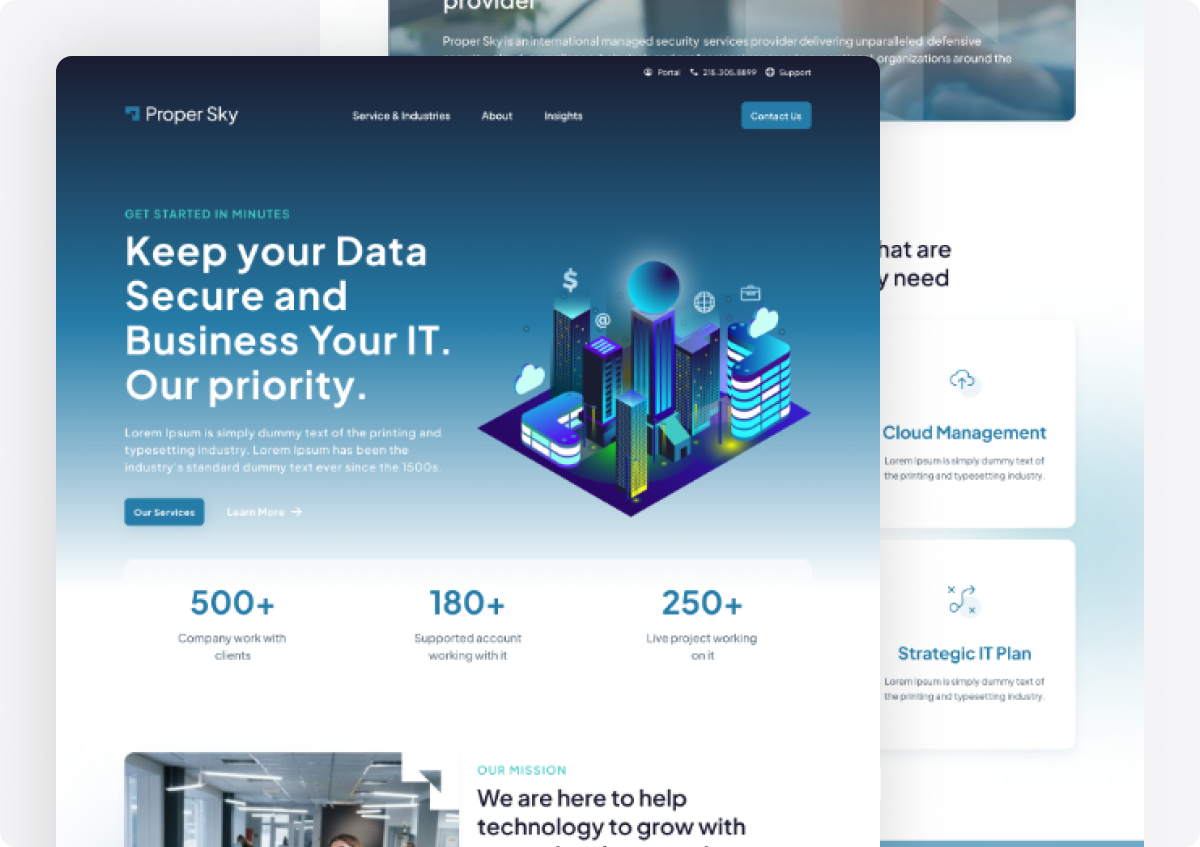 provider
Proper Sky is an international managed security services provider delivering unparalleled defensive
organizations around the
Portal 215.305.8899 Support
Proper Sky
Service & Industries About Insights
Contact Us
GET STARTED IN MINUTES
Keep your Data
Secure and
Business Your IT.
Our priority.
Lorem Ipsum is simply dummy text of the printing and
typesetting industry. Lorem Ipsum has been the
industry's standard dummy text ever since the 1500s.
Our Services Learn More →
$
@
500+
Company work with
clients
180+
Supported account
working with it
250+
Live project working
on it
OUR MISSION
We are here to help
technology to grow with
hat are
y need
Cloud Management
Lorem Ipsum is simply dummy text of
the printing and typesetting industry.
Strategic IT Plan
Lorem Ipsum is simply dummy text of
the printing and typesetting industry.